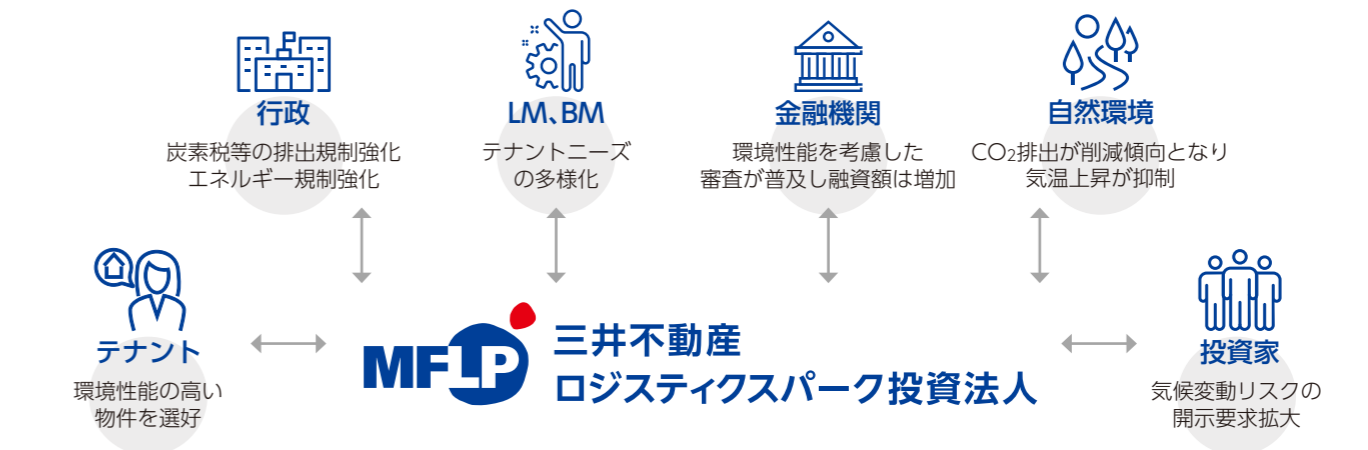 行政
炭素税等の排出規制強化
エネルギー規制強化
LM、BM
テナントニーズ
の多様化
金融機関
環境性能を考慮した
審査が普及し融資額は増加
自然環境
CO2排出が削減傾向となり
気温上昇が抑制
テナント
環境性能の高い
物件を選好
MFLP
三井不動産
ロジスティクスパーク投資法人
投資家
気候変動リスクの
開示要求拡大